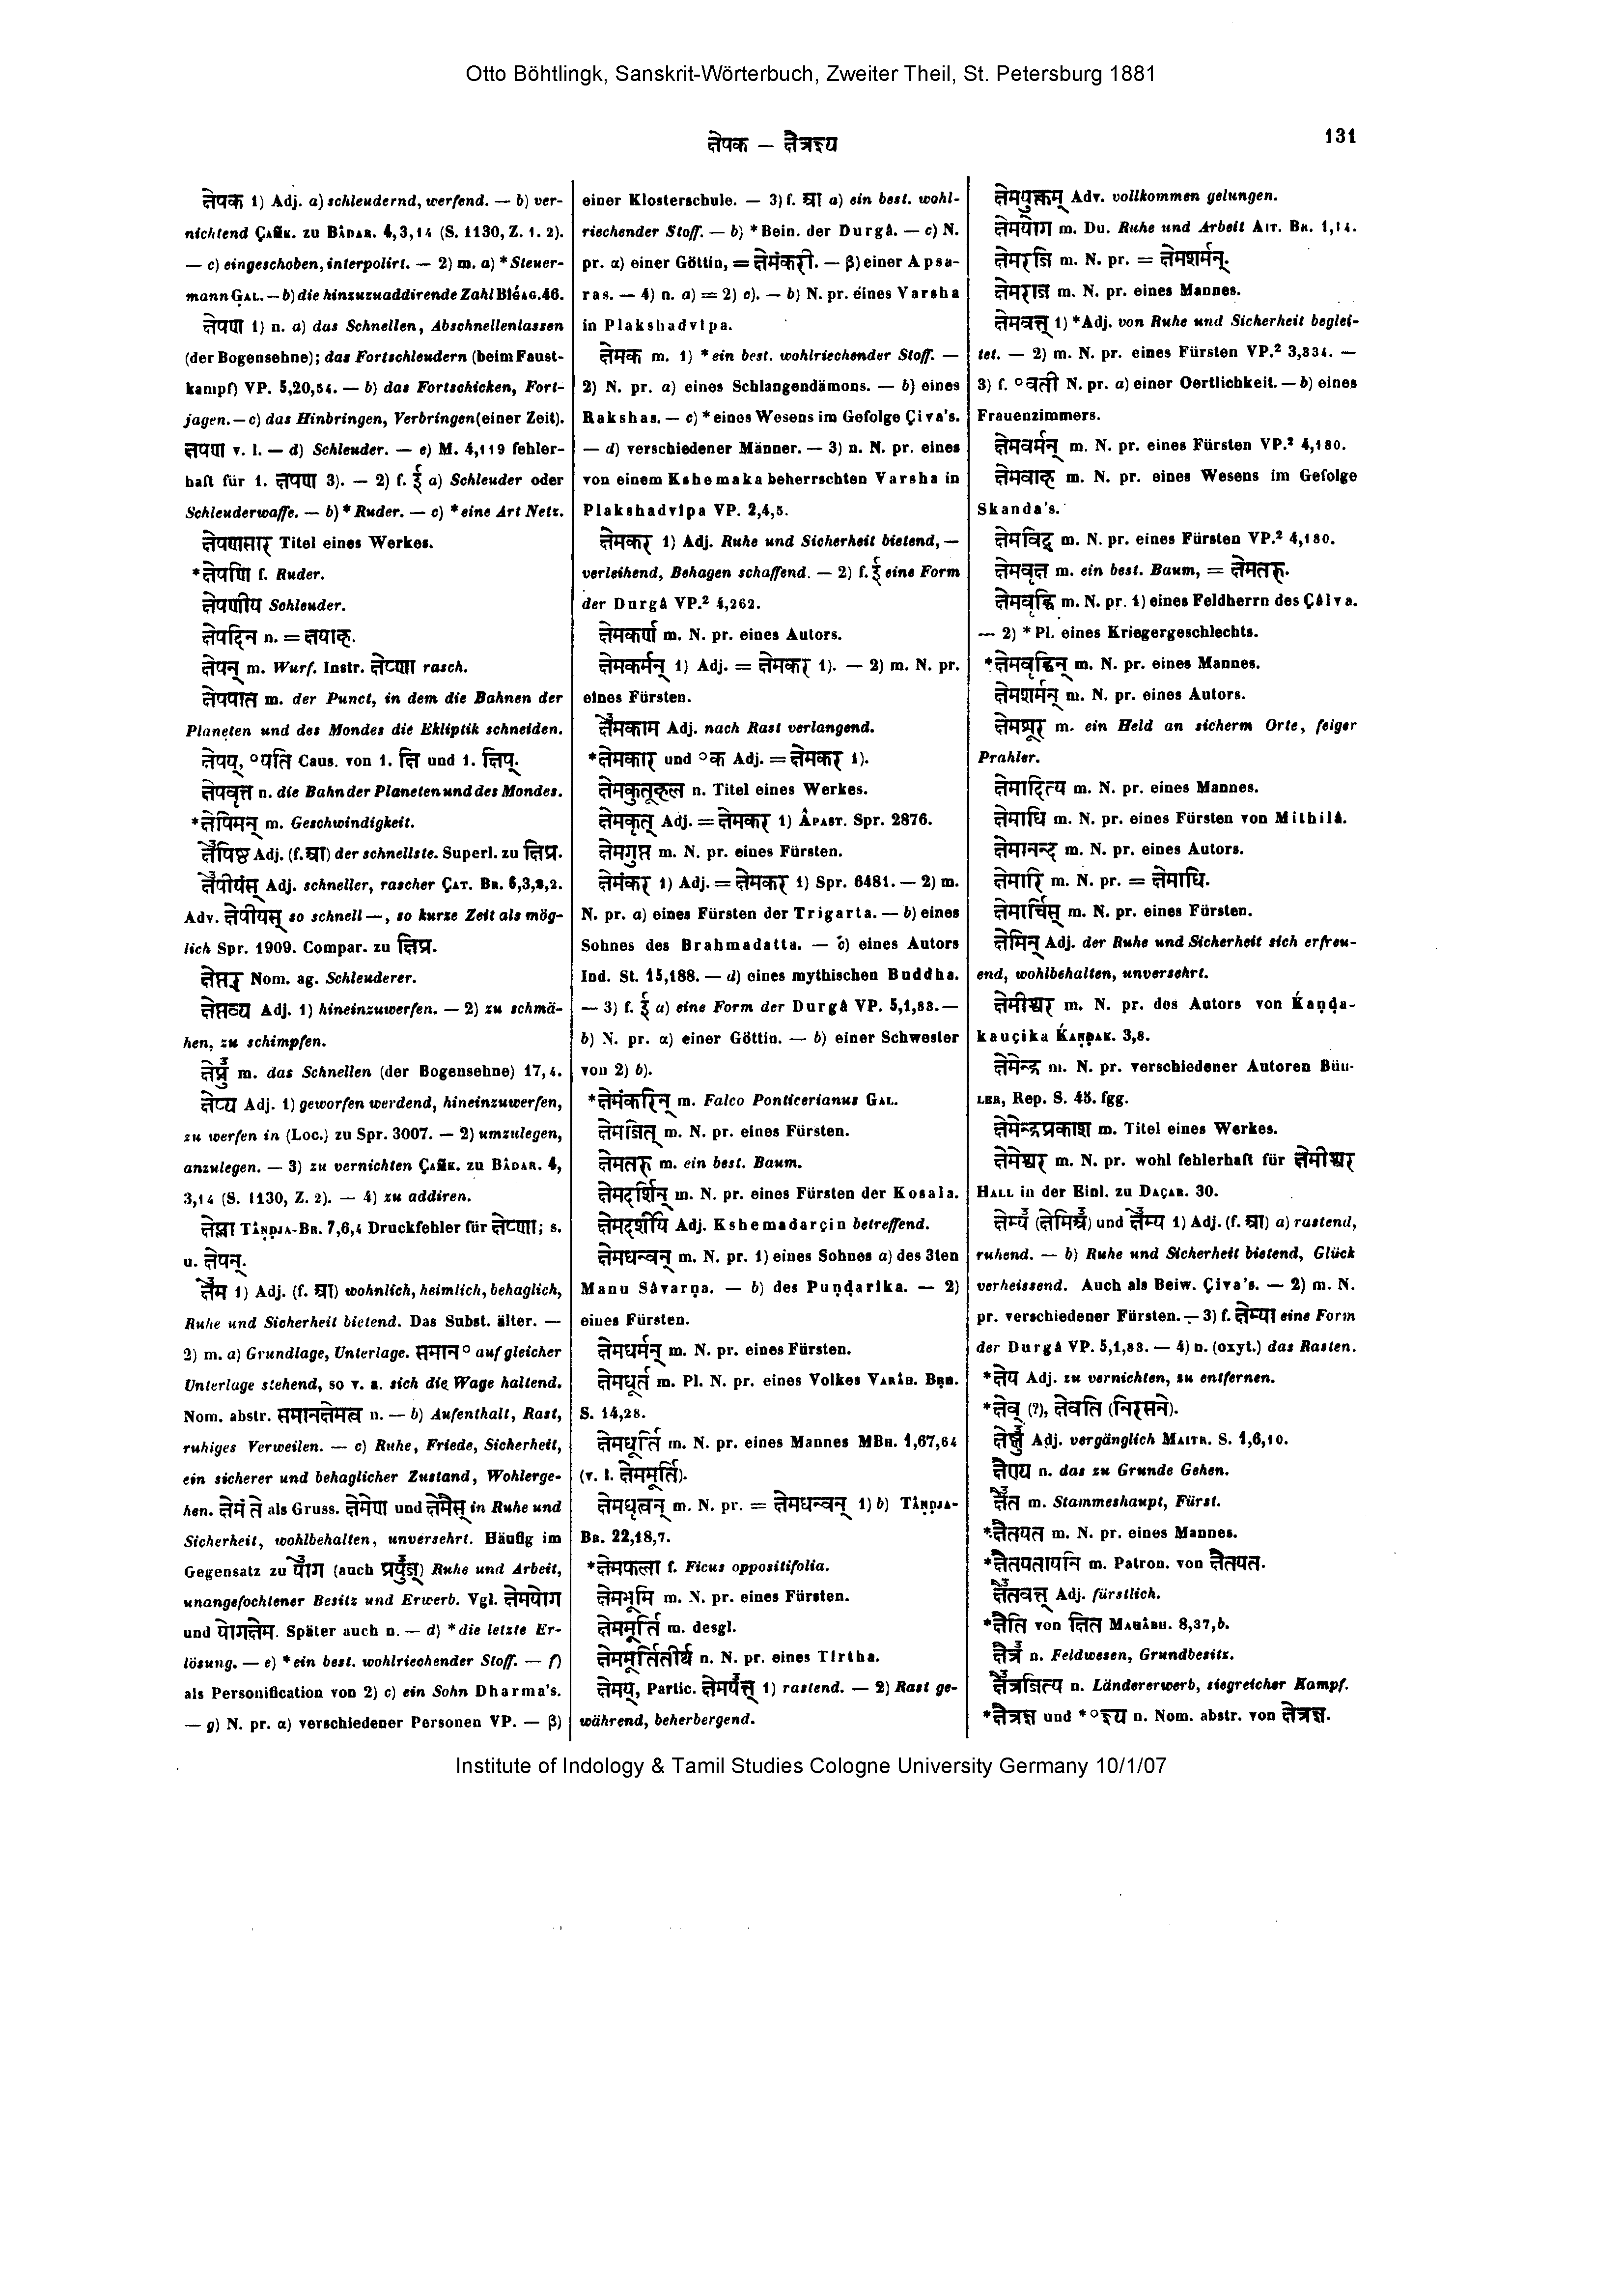 Otto Böhtlingk, Sanskrit-Wörterbuch, Zweiter Theil, St. Petersburg 1881
क्षेपक — क्षैत्रज्ञ्य
131
क्षेपक 1) Adj. a) schleudernd, werfend. — b) ver-
nichtend ÇAṂK. zu BÂDAR. 4,3,14 (S. 1130, Z. 1. 2).
— c) eingeschoben, interpolirt. — 2) m. a) *Steuer-
mann GAL. — b) die hinzuzuaddirende Zahl BÎǴAG. 46.
क्षेपण 1) n. a) das Schnellen, Abschnellenlassen
(der Bogensehne); das Fortschleudern (beim Faust-
kampf) VP. 5,20,54. — b) das Fortschicken, Fort-
jagen. — c) das Hinbringen, Verbringen (einer Zeit).
क्षपण v. l. — d) Schleuder. — e) M. 4,119 fehler-
haft für 1. क्षपण 3). — 2) f. ई a) Schleuder oder
Schleuderwaffe. — b) *Ruder. — c) *eine Art Netz.
क्षेपणसार Titel eines Werkes.
*क्षेपणि f. Ruder.
क्षेपणीय Schleuder.
क्षेपदिन n. = क्षयाह.
क्षेपन् m. Wurf. Instr. क्षेप्णा rasch.
क्षेपपात m. der Punct, in dem die Bahnen der
Planeten und des Mondes die Ekliptik schneiden.
क्षेपय्, °यति Caus. von 1. क्षि und 1. क्षिप्.
क्षेपवृत्त n. die Bahn der Planeten und des Mondes.
*क्षेपिमन् m. Geschwindigkeit.
क्षेपिष्ठ Adj. (f. आ) der schnellste. Superl. zu क्षिप्र.
क्षेपीयंस् Adj. schneller, rascher ÇAT. BR. 6,3,2,2.
Adv. क्षेपीयस् so schnell —, so kurze Zeit als mög-
lich Spr. 1909. Compar. zu क्षिप्र.
क्षेप्तर् Nom. ag. Schleuderer.
क्षेप्तव्य Adj. 1) hineinzuwerfen. — 2) zu schmä-
hen, zu schimpfen.
क्षेप्नु m. das Schnellen (der Bogensehne) 17,4.
क्षेप्य Adj. 1) geworfen werdend, hineinzuwerfen,
zu werfen in (Loc.) zu Spr. 3007. — 2) umzulegen,
anzulegen. — 3) zu vernichten ÇAṂK. zu BÂDAR. 4,
3,14 (S. 1130, Z. 2). — 4) zu addiren.
TÂṆḌJA-BR. 7,6,4 Druckfehler für क्षेप्णा; s.
u. क्षेपन्.
क्षेम 1) Adj. (f. आ) wohnlich, heimlich, behaglich,
Ruhe und Sicherheit bietend. Das Subst. älter. —
2) m. a) Grundlage, Unterlage. समान° auf gleicher
Unterlage stehend, so v. a. sich die Wage haltend.
Nom. abstr. समानक्षेमत्व n. — b) Aufenthalt, Rast,
ruhiges Verweilen. — c) Ruhe, Friede, Sicherheit,
ein sicherer und behaglicher Zustand, Wohlerge-
hen. क्षेमं ते als Gruss. क्षेमेण und क्षेमैस् in Ruhe und
Sicherheit, wohlbehalten, unversehrt. Häufig im
Gegensatz zu योग (auch प्रयुज्) Ruhe und Arbeit,
unangefochtener Besitz und Erwerb. Vgl. क्षेमयोग
und योगक्षेम. Später auch n. — d) *die letzte Er-
lösung. — e) *ein best. wohlriechender Stoff. — f)
als Personification von 2) c) ein Sohn Dharma's.
— g) N. pr. α) verschiedener Personen VP. — β)
einer Klosterschule. — 3) f. आ a) ein best. wohl-
riechender Stoff. — b) *Bein. der Durgâ. — c) N.
pr. α) einer Göttin, = क्षेमंकरी. — β) einer Apsa-
ras. — 4) n. a) = 2) c). — b) N. pr. eines Varsha
in Plakshadvîpa.
क्षेमक m. 1) *ein best. wohlriechender Stoff. —
2) N. pr. a) eines Schlangendämons. — b) eines
Rakshas. — c) *eines Wesens im Gefolge Çiva's.
— d) verschiedener Männer. — 3) n. N. pr. eines
von einem Kshemaka beherrschten Varsha in
Plakshadvîpa VP. 2,4,5.
क्षेमकर 1) Adj. Ruhe und Sicherheit bietend, —
verleihend, Behagen schaffend. — 2) f. ई eine Form
der Durgâ VP.² 4,262.
क्षेमकर्ण m. N. pr. eines Autors.
क्षेमकर्मन् 1) Adj. = क्षेमकर 1). — 2) m. N. pr.
eines Fürsten.
क्षेमकाम Adj. nach Rast verlangend.
*क्षेमकार und °क Adj. = क्षेमकर 1).
क्षेमकुतूहल n. Titel eines Werkes.
क्षेमकृत् Adj. = क्षेमकर 1) ÂPAST. Spr. 2876.
क्षेमगुप्त m. N. pr. eines Fürsten.
क्षेमंकर 1) Adj. = क्षेमकर 1) Spr. 6481. — 2) m.
N. pr. a) eines Fürsten der Trigarta. — b) eines
Sohnes des Brahmadatta. — c) eines Autors
Ind. St. 15,188. — d) eines mythischen Buddha.
— 3) f. ई a) eine Form der Durgâ VP. 5,1,83. —
b) N. pr. α) einer Göttin. — b) einer Schwester
von 2) b).
*क्षेमंकरिन् m. Falco Ponticerianus GAL.
क्षेमजित् m. N. pr. eines Fürsten.
क्षेमतरु m. ein best. Baum.
क्षेमदर्शिन् m. N. pr. eines Fürsten der Kosala.
क्षेमदर्शीय Adj. Kshemadarçin betreffend.
क्षेमधन्वन् m. N. pr. 1) eines Sohnes a) des 3ten
Manu Sâvarṇa. — b) des Puṇḍarîka. — 2)
eines Fürsten.
क्षेमधर्मन् m. N. pr. eines Fürsten.
क्षेमधूर्त m. Pl. N. pr. eines Volkes VARÂH. BṚH.
S. 14,28.
क्षेमधूर्ति m. N. pr. eines Mannes MBH. 1,67,64
(v. l. क्षेममूर्ति).
क्षेमधृत्वन् m. N. pr. = क्षेमधन्वन् 1) b) TÂṆḌJA-
BR. 22,18,7.
*क्षेमफला f. Ficus oppositifolia.
क्षेमभूमि m. N. pr. eines Fürsten.
क्षेममूर्ति m. desgl.
क्षेममूर्तितीर्थ n. N. pr. eines Tîrtha.
क्षेमय्, Partic. क्षेमयत् 1) rastend. — 2) Rast ge-
während, beherbergend.
क्षेमयुक्तम् Adv. vollkommen gelungen.
क्षेमयोग m. Du. Ruhe und Arbeit AIT. BR. 1,14.
क्षेमराजि m. N. pr. = क्षेमशर्मन्.
क्षेमराज m. N. pr. eines Mannes.
क्षेमवत् 1) *Adj. von Ruhe und Sicherheit beglei-
tet. — 2) m. N. pr. eines Fürsten VP.² 3,334. —
3) f. °वती N. pr. a) einer Oertlichkeit. — b) eines
Frauenzimmers.
क्षेमवर्मन् m. N. pr. eines Fürsten VP.² 4,180.
क्षेमवाह m. N. pr. eines Wesens im Gefolge
Skanda's.
क्षेमविद् m. N. pr. eines Fürsten VP.² 4,180.
क्षेमवृक्ष m. ein best. Baum, = क्षेमतरु.
क्षेमवृद्धि m. N. pr. 1) eines Feldherrn des Çâlva.
— 2) *Pl. eines Kriegergeschlechts.
*क्षेमवृद्धिन् m. N. pr. eines Mannes.
क्षेमशर्मन् m. N. pr. eines Autors.
क्षेमशूर m. ein Held an sicherm Orte, feiger
Prahler.
क्षेमादित्य m. N. pr. eines Mannes.
क्षेमाधि m. N. pr. eines Fürsten von Mithilâ.
क्षेमानन्द m. N. pr. eines Autors.
क्षेमारि m. N. pr. = क्षेमाधि.
क्षेमार्चिस् m. N. pr. eines Fürsten.
क्षेमिन् Adj. der Ruhe und Sicherheit sich erfreu-
end, wohlbehalten, unversehrt.
क्षेमीश्वर m. N. pr. des Autors von Ḱaṇḍa-
kauçika ḰAṆḌAK. 3,8.
क्षेमेन्द्र m. N. pr. verschiedener Autoren BÜH-
LER, Rep. S. 45. fgg.
क्षेमेन्द्रप्रकाश m. Titel eines Werkes.
क्षेमेश्वर m. N. pr. wohl fehlerhaft für क्षेमीश्वर
HALL in der Einl. zu DAÇAR. 30.
क्षेम्य (क्षेमिअ) und क्षेम्य 1) Adj. (f. आ) a) rastend,
ruhend. — b) Ruhe und Sicherheit bietend, Glück
verheissend. Auch als Beiw. Çiva's. — 2) m. N.
pr. verschiedener Fürsten. — 3) f. क्षेम्या eine Form
der Durgâ VP. 5,1,83. — 4) n. (oxyt.) das Rasten.
*क्षेय Adj. zu vernichten, zu entfernen.
*क्षेव् (?), क्षेवति (निरसने).
Adj. vergänglich MAITR. S. 1,6,10.
क्षैण्य n. das zu Grunde Gehen.
क्षैत m. Stammeshaupt, Fürst.
*क्षैतयत m. N. pr. eines Mannes.
*क्षैतयतायनि m. Patron. von क्षैतयत.
क्षैतवत् Adj. fürstlich.
*क्षैति von क्षित MAHÂBH. 8,37,b.
क्षैत्र n. Feldwesen, Grundbesitz.
क्षैत्रजित्य n. Ländererwerb, siegreicher Kampf.
*क्षैत्रज्ञ und *°ज्ञ्य n. Nom. abstr. von क्षेत्रज्ञ.
Institute of Indology & Tamil Studies Cologne University Germany 10/1/07